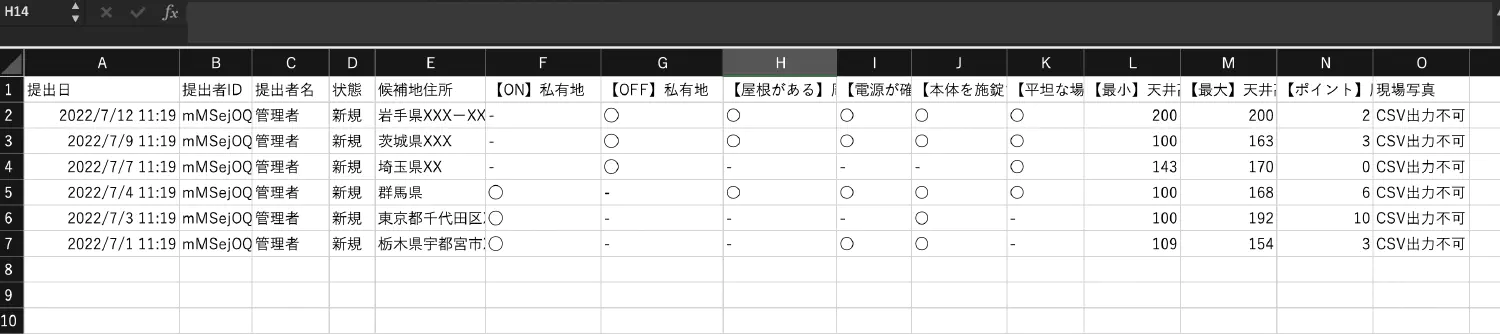 H14 fx
A B C D E F G H I J K L M N O
1 提出日 提出者ID 提出者名 状態 候補地住所 【ON】私有地 【OFF】私有地 【屋根がある】 【電源が確 【本体を施錠 【平坦な場 【最小】天井高 【最大】天井高 【ポイント】 現場写真
2 2022/7/12 11:19 mMSejOQ 管理者 新規 岩手県XXX－XX - ○ ○ ○ ○ ○ 200 200 2 CSV出力不可
3 2022/7/9 11:19 mMSejOQ 管理者 新規 茨城県XXX - ○ ○ ○ ○ ○ 100 163 3 CSV出力不可
4 2022/7/7 11:19 mMSejOQ 管理者 新規 埼玉県XX - ○ - - - ○ 143 170 0 CSV出力不可
5 2022/7/4 11:19 mMSejOQ 管理者 新規 群馬県 ○ - ○ ○ ○ ○ 100 168 6 CSV出力不可
6 2022/7/3 11:19 mMSejOQ 管理者 新規 東京都千代田区 ○ - - - ○ - 100 192 10 CSV出力不可
7 2022/7/1 11:19 mMSejOQ 管理者 新規 栃木県宇都宮市 ○ - - ○ ○ - 109 154 3 CSV出力不可
8
9
10